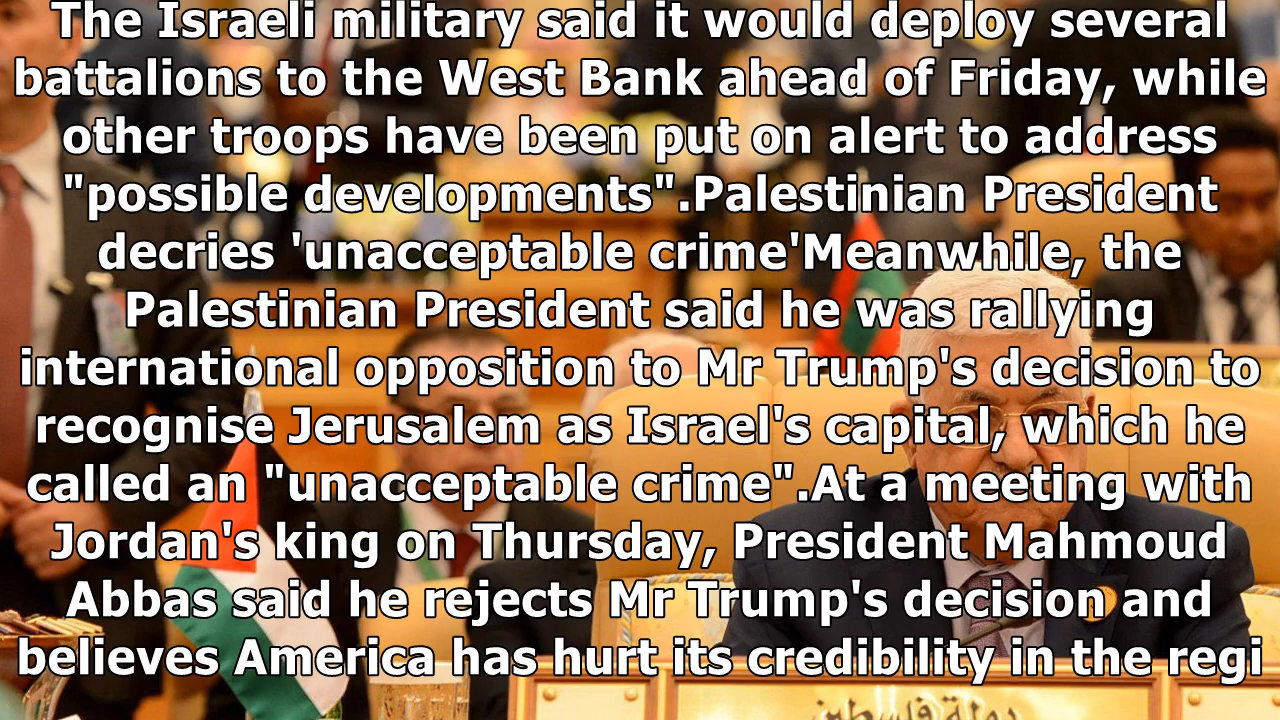 The Israeli military said it would deploy several
battalions to the West Bank ahead of Friday, while
other troops have been put on alert to address
"possible developments".Palestinian President
decries 'unacceptable crime'Meanwhile, the
Palestinian President said he was rallying
international opposition to Mr Trump's decision to
recognise Jerusalem as Israel's capital, which he
called an "unacceptable crime".At a meeting with
Jordan's king on Thursday, President Mahmoud
Abbas said he rejects Mr Trump's decision and
believes America has hurt its credibility in the regi
دولة فلسطين